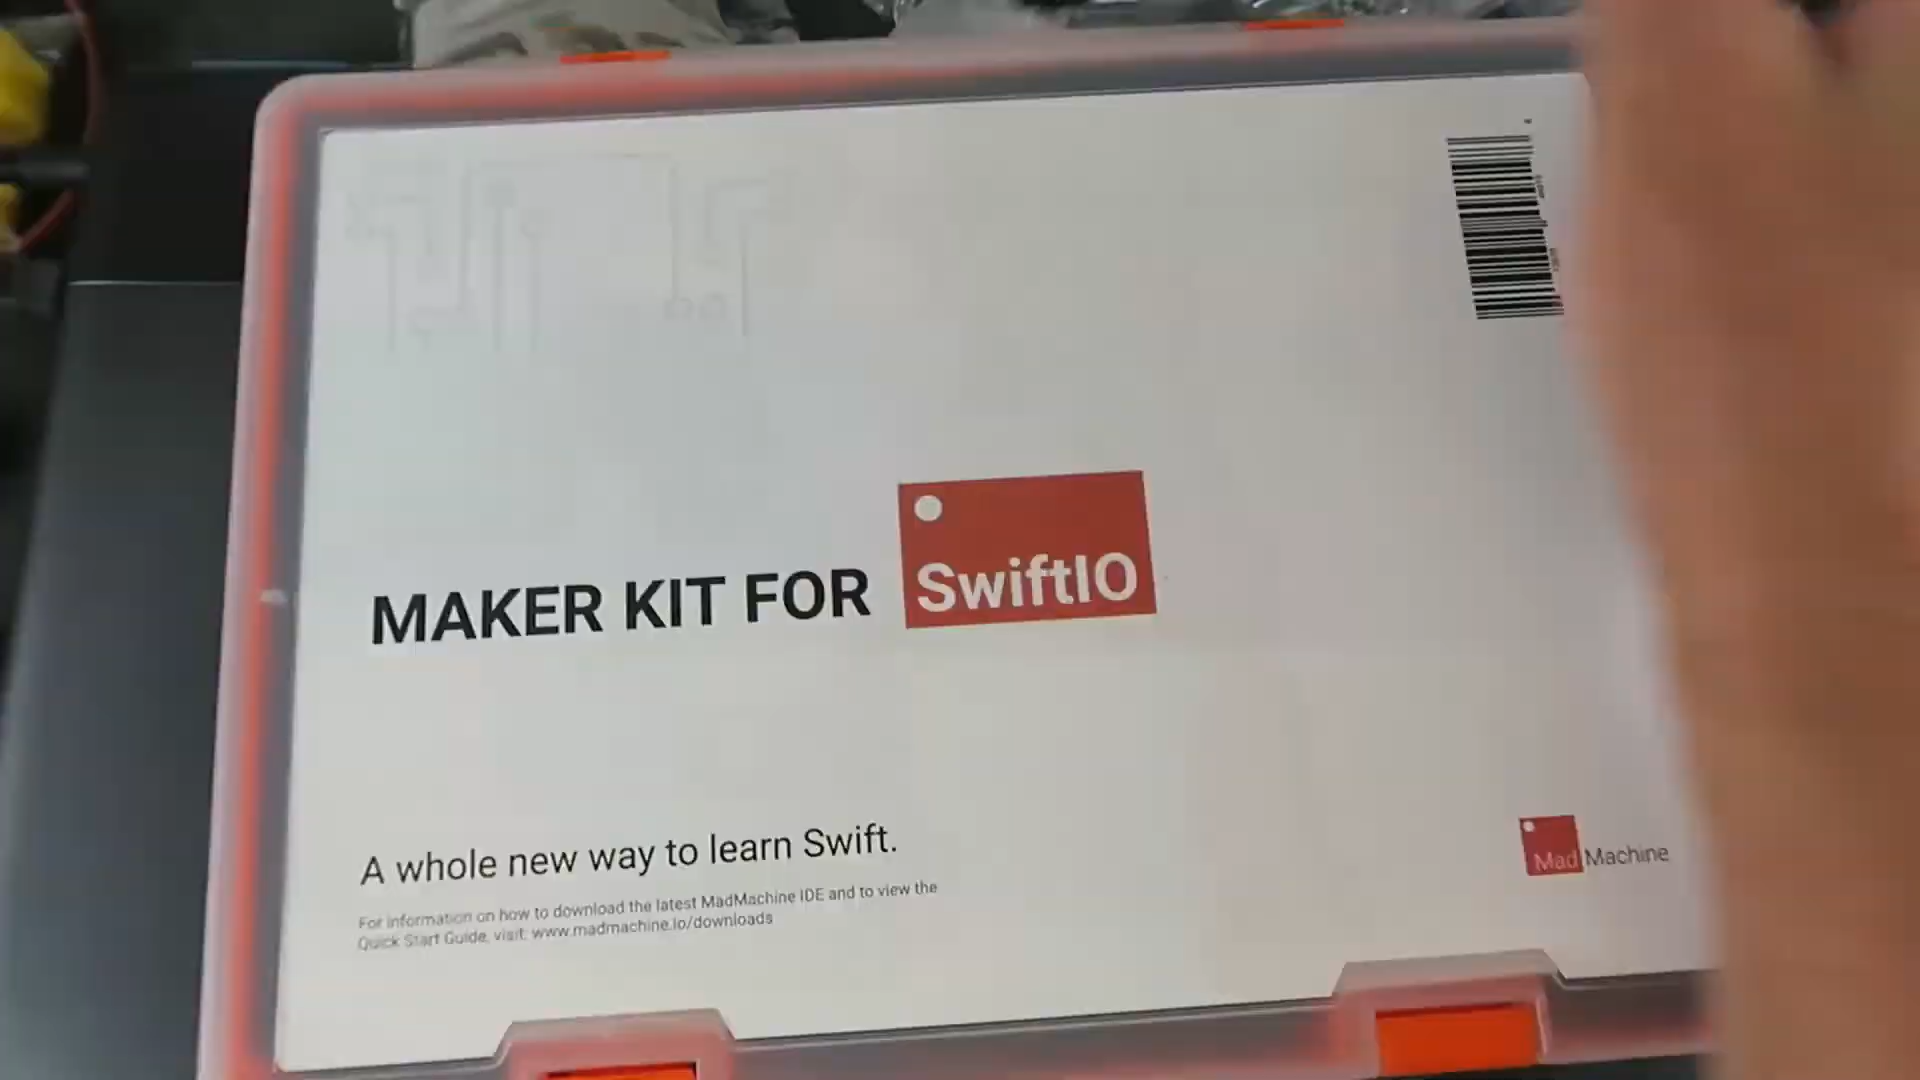 MAKER KIT FOR SwiftIO
A whole new way to learn Swift.
For information on how to download the latest MadMachine IDE and to view the
Quick Start Guide, visit: www.madmachine.io/downloads
Mad Machine